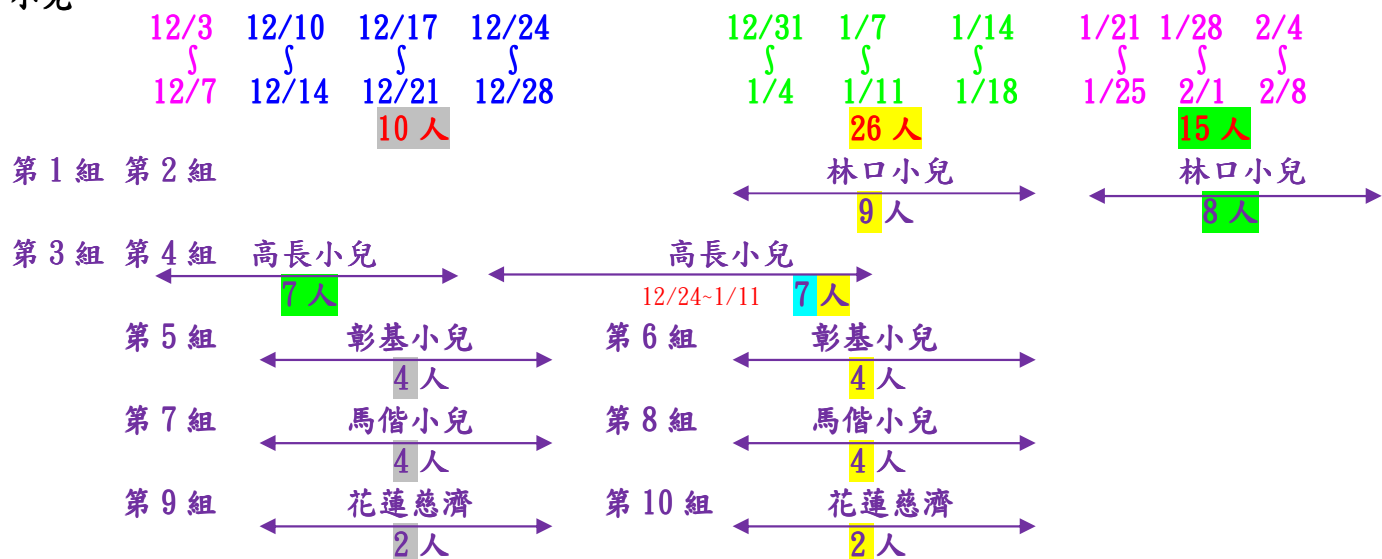 小兒
12/3 12/10 12/17 12/24 12/31 1/7 1/14 1/21 1/28 2/4
∫ ∫ ∫ ∫ ∫ ∫ ∫ ∫ ∫ ∫
12/7 12/14 12/21 12/28 1/4 1/11 1/18 1/25 2/1 2/8
10 人 26 人 15 人
第 1 組 第 2 組 林口小兒 林口小兒
9 人 8 人
第 3 組 第 4 組 高長小兒 高長小兒
7 人 12/24~1/11 7 人
第 5 組 彰基小兒 第 6 組 彰基小兒
4 人 4 人
第 7 組 馬偕小兒 第 8 組 馬偕小兒
4 人 4 人
第 9 組 花蓮慈濟 第 10 組 花蓮慈濟
2 人 2 人